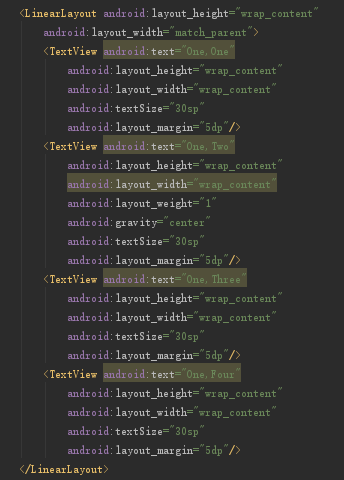 <LinearLayout android:layout_height="wrap_content"
android:layout_width="match_parent">
<TextView android:text="One,One"
android:layout_height="wrap_content"
android:layout_width="wrap_content"
android:textSize="30sp"
android:layout_margin="5dp"/>
<TextView android:text="One,Two"
android:layout_height="wrap_content"
android:layout_width="wrap_content"
android:layout_weight="1"
android:gravity="center"
android:textSize="30sp"
android:layout_margin="5dp"/>
<TextView android:text="One,Three"
android:layout_height="wrap_content"
android:layout_width="wrap_content"
android:textSize="30sp"
android:layout_margin="5dp"/>
<TextView android:text="One,Four"
android:layout_height="wrap_content"
android:layout_width="wrap_content"
android:textSize="30sp"
android:layout_margin="5dp"/>
</LinearLayout>